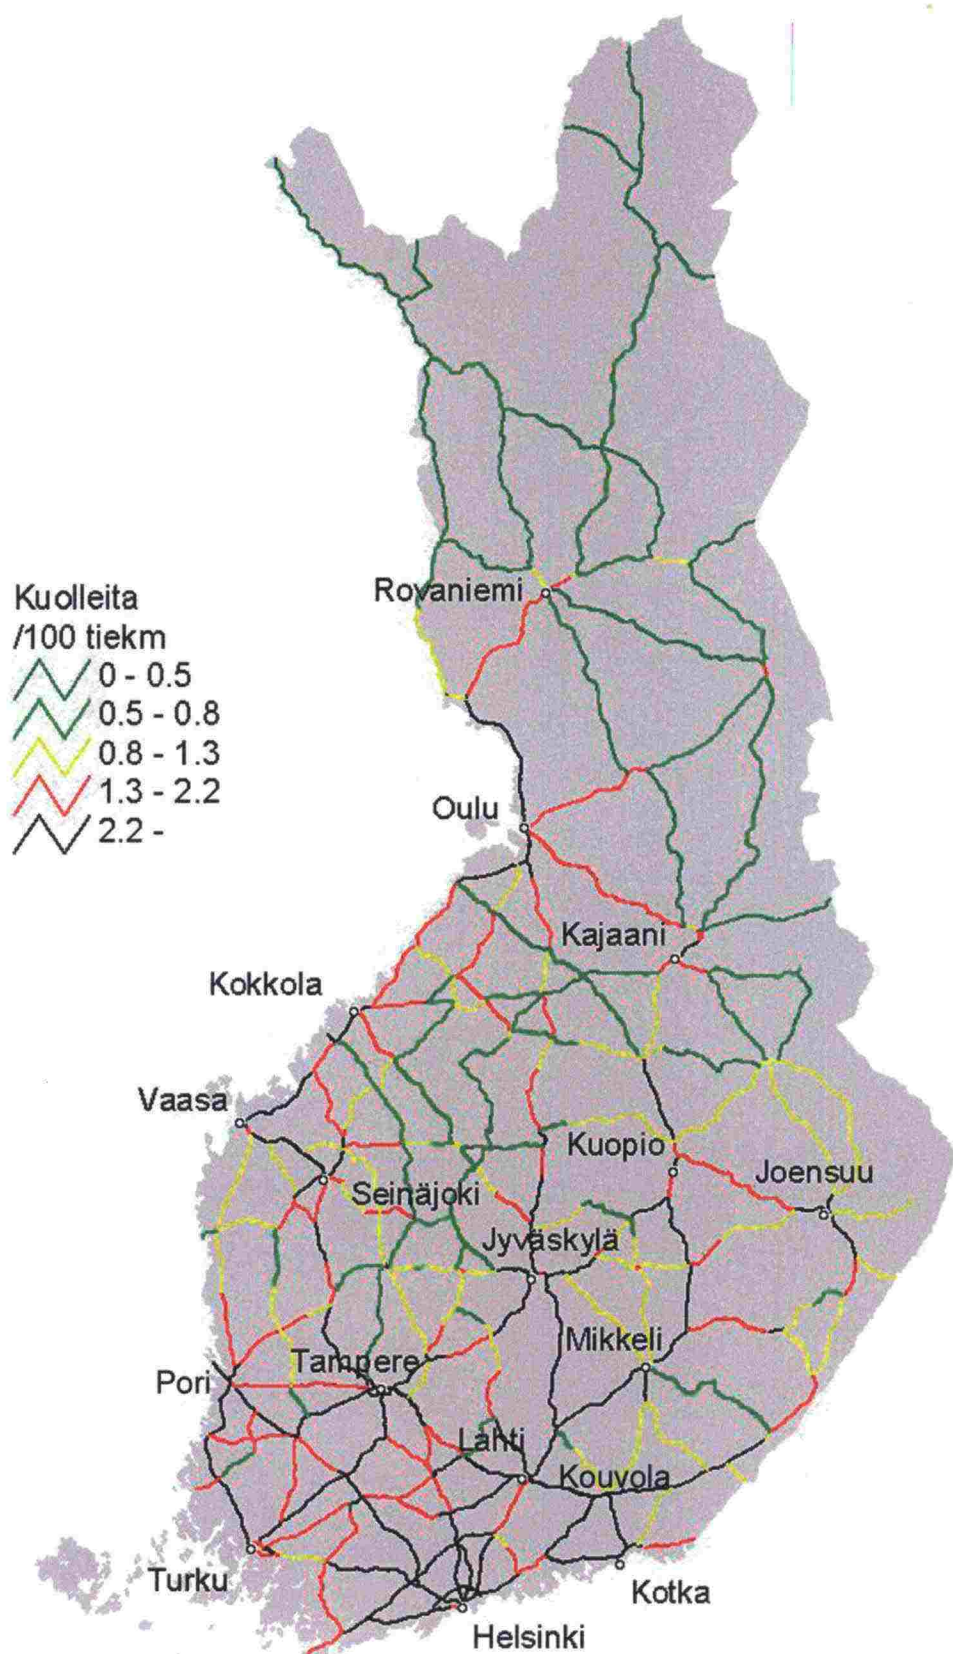 Rovaniemi
Kuolleita
/100 tiekm
0 - 0.5
0.5 - 0.8
0.8 - 1.3
1.3 - 2.2
2.2 -
Oulu
Kajaani
Kokkola
Vaasa
Kuopio
Joensuu
Seinäjoki
Jyväskylä
Mikkeli
Tampere
Pori
Lahti
Kouvola
Turku
Kotka
Helsinki